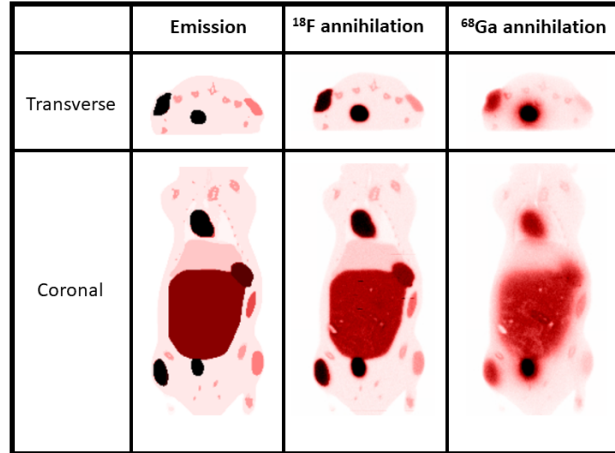 Emission
¹⁸F annihilation
⁶⁸Ga annihilation
Transverse
Coronal